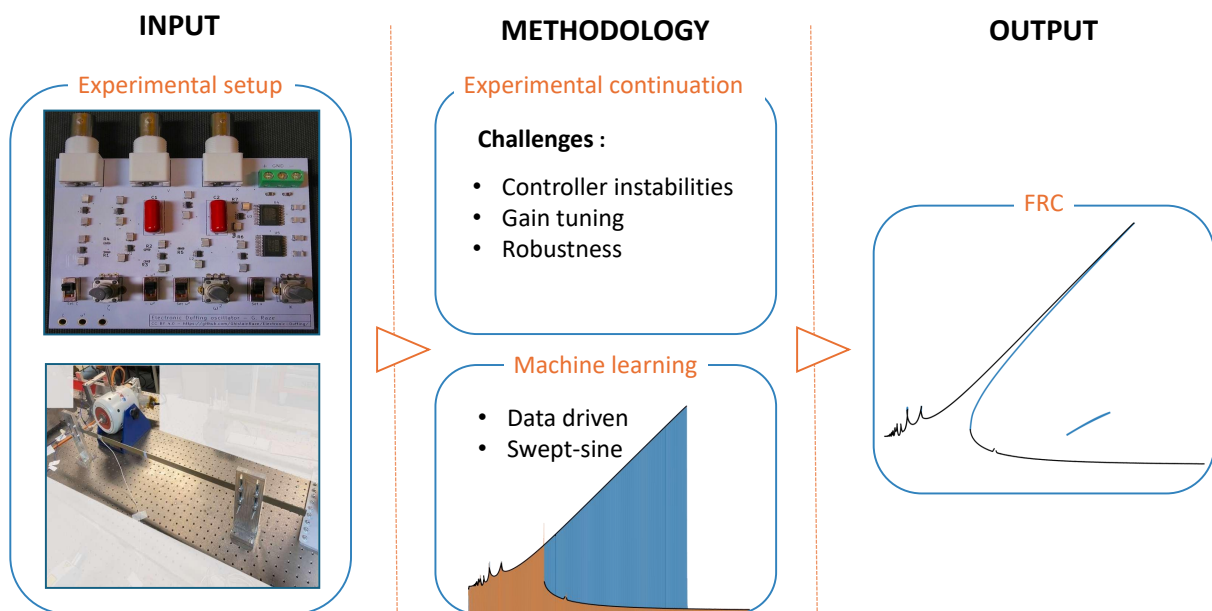 INPUT
METHODOLOGY
OUTPUT
Experimental setup
Electronic Duffing Oscillator - G. Raze
Experimental continuation
Challenges :
• Controller instabilities
• Gain tuning
• Robustness
Machine learning
• Data driven
• Swept-sine
FRC